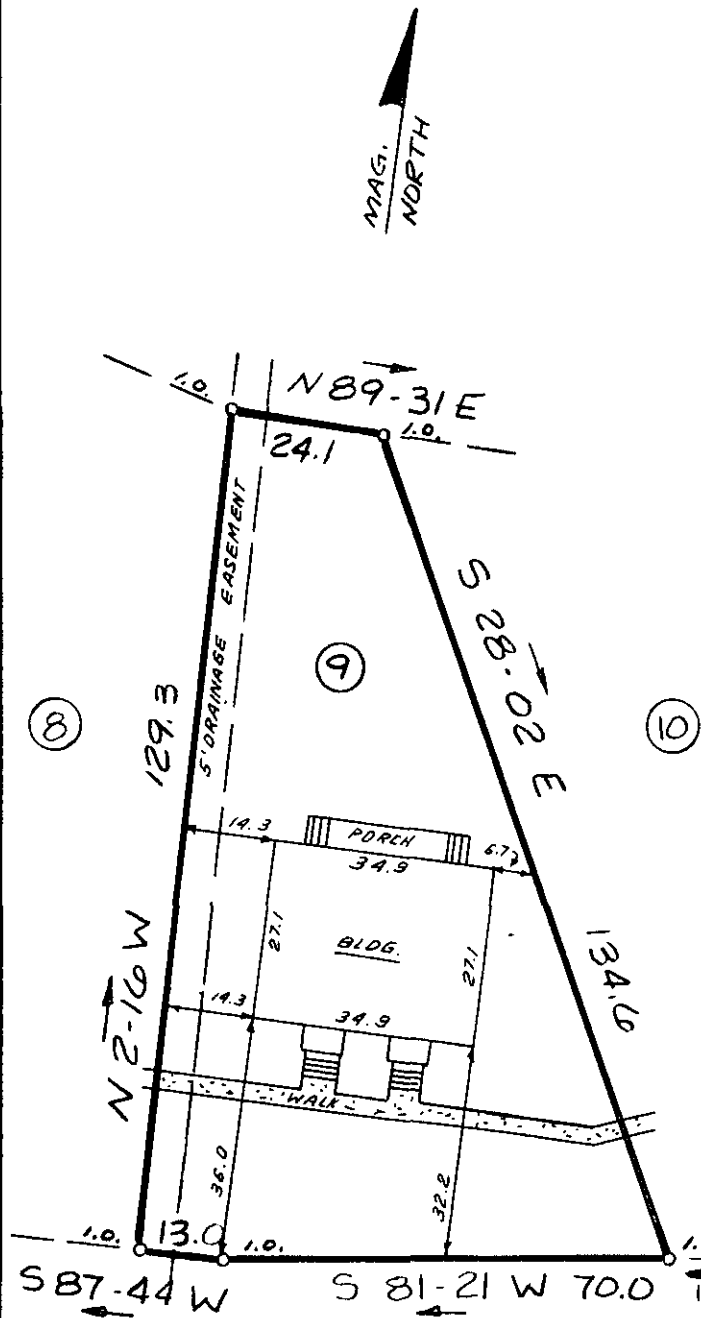 MAG.
NORTH
1.0.
N 89-31 E
1.0.
24.1
5' DRAINAGE EASEMENT
S 28-02 E
9
8
10
129.3
14.3
PORCH
34.9
6.7
27.1
BLDG.
27.1
134.6
14.3
34.9
N 2-16 W
WALK
36.0
32.2
1.0.
13.0
1.0.
S 87-44 W
S 81-21 W 70.0